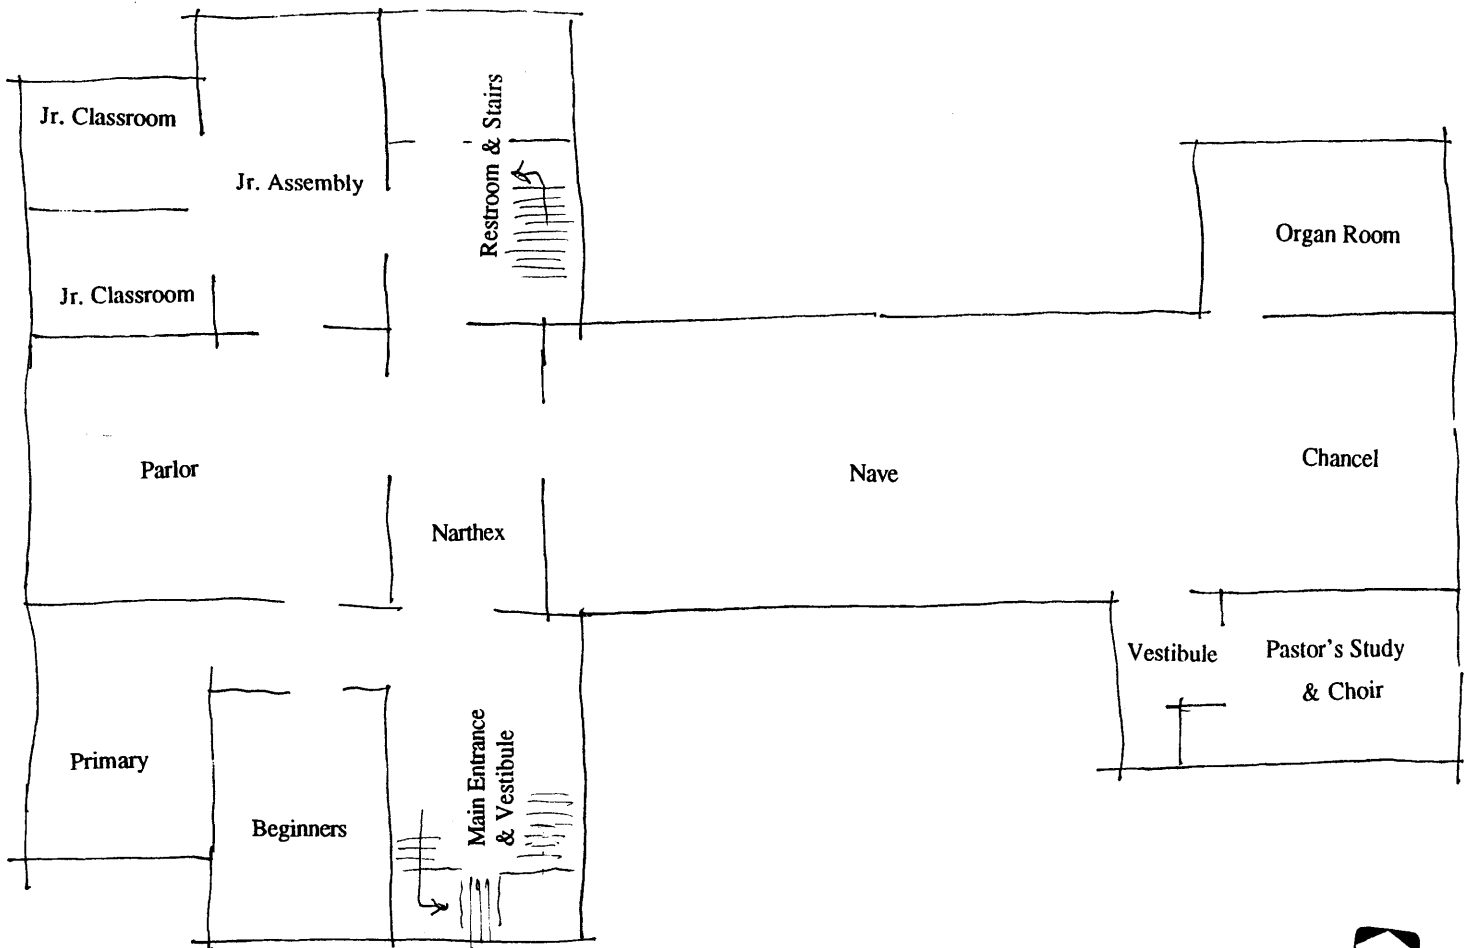 Jr. Classroom
Jr. Assembly
Restroom & Stairs
Organ Room
Jr. Classroom
Parlor
Nave
Chancel
Narthex
Vestibule
Pastor's Study
& Choir
Primary
Main Entrance
& Vestibule
Beginners